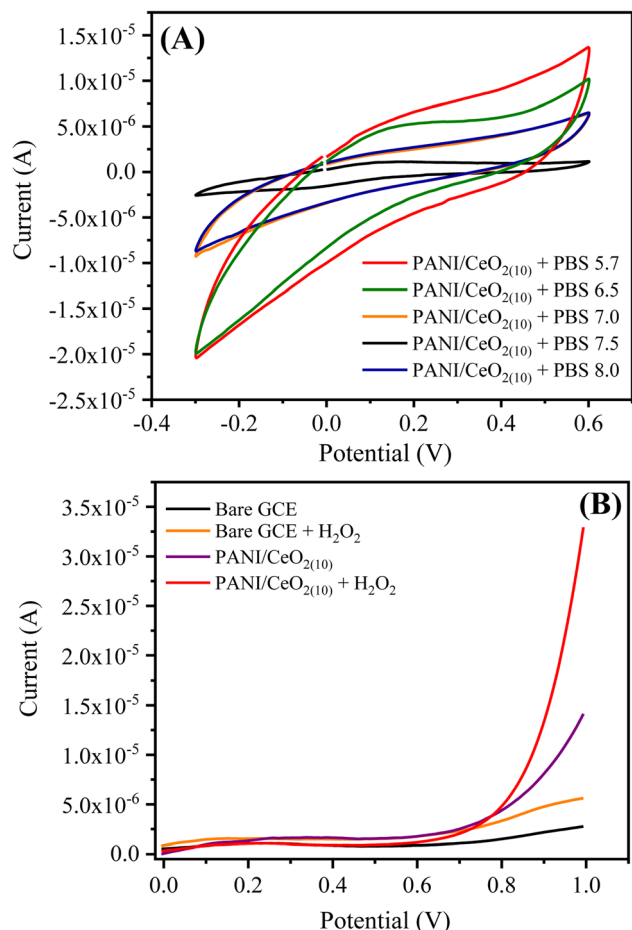 (A)
1.5x10⁻⁵
1.0x10⁻⁵
5.0x10⁻⁶
0.0
-5.0x10⁻⁶
-1.0x10⁻⁵
-1.5x10⁻⁵
-2.0x10⁻⁵
-2.5x10⁻⁵
Current (A)
PANI/CeO₂₍₁₀₎ + PBS 5.7
PANI/CeO₂₍₁₀₎ + PBS 6.5
PANI/CeO₂₍₁₀₎ + PBS 7.0
PANI/CeO₂₍₁₀₎ + PBS 7.5
PANI/CeO₂₍₁₀₎ + PBS 8.0
-0.4 -0.2 0.0 0.2 0.4 0.6
Potential (V)
(B)
3.5x10⁻⁵
3.0x10⁻⁵
2.5x10⁻⁵
2.0x10⁻⁵
1.5x10⁻⁵
1.0x10⁻⁵
5.0x10⁻⁶
0.0
Current (A)
Bare GCE
Bare GCE + H₂O₂
PANI/CeO₂₍₁₀₎
PANI/CeO₂₍₁₀₎ + H₂O₂
0.0 0.2 0.4 0.6 0.8 1.0
Potential (V)